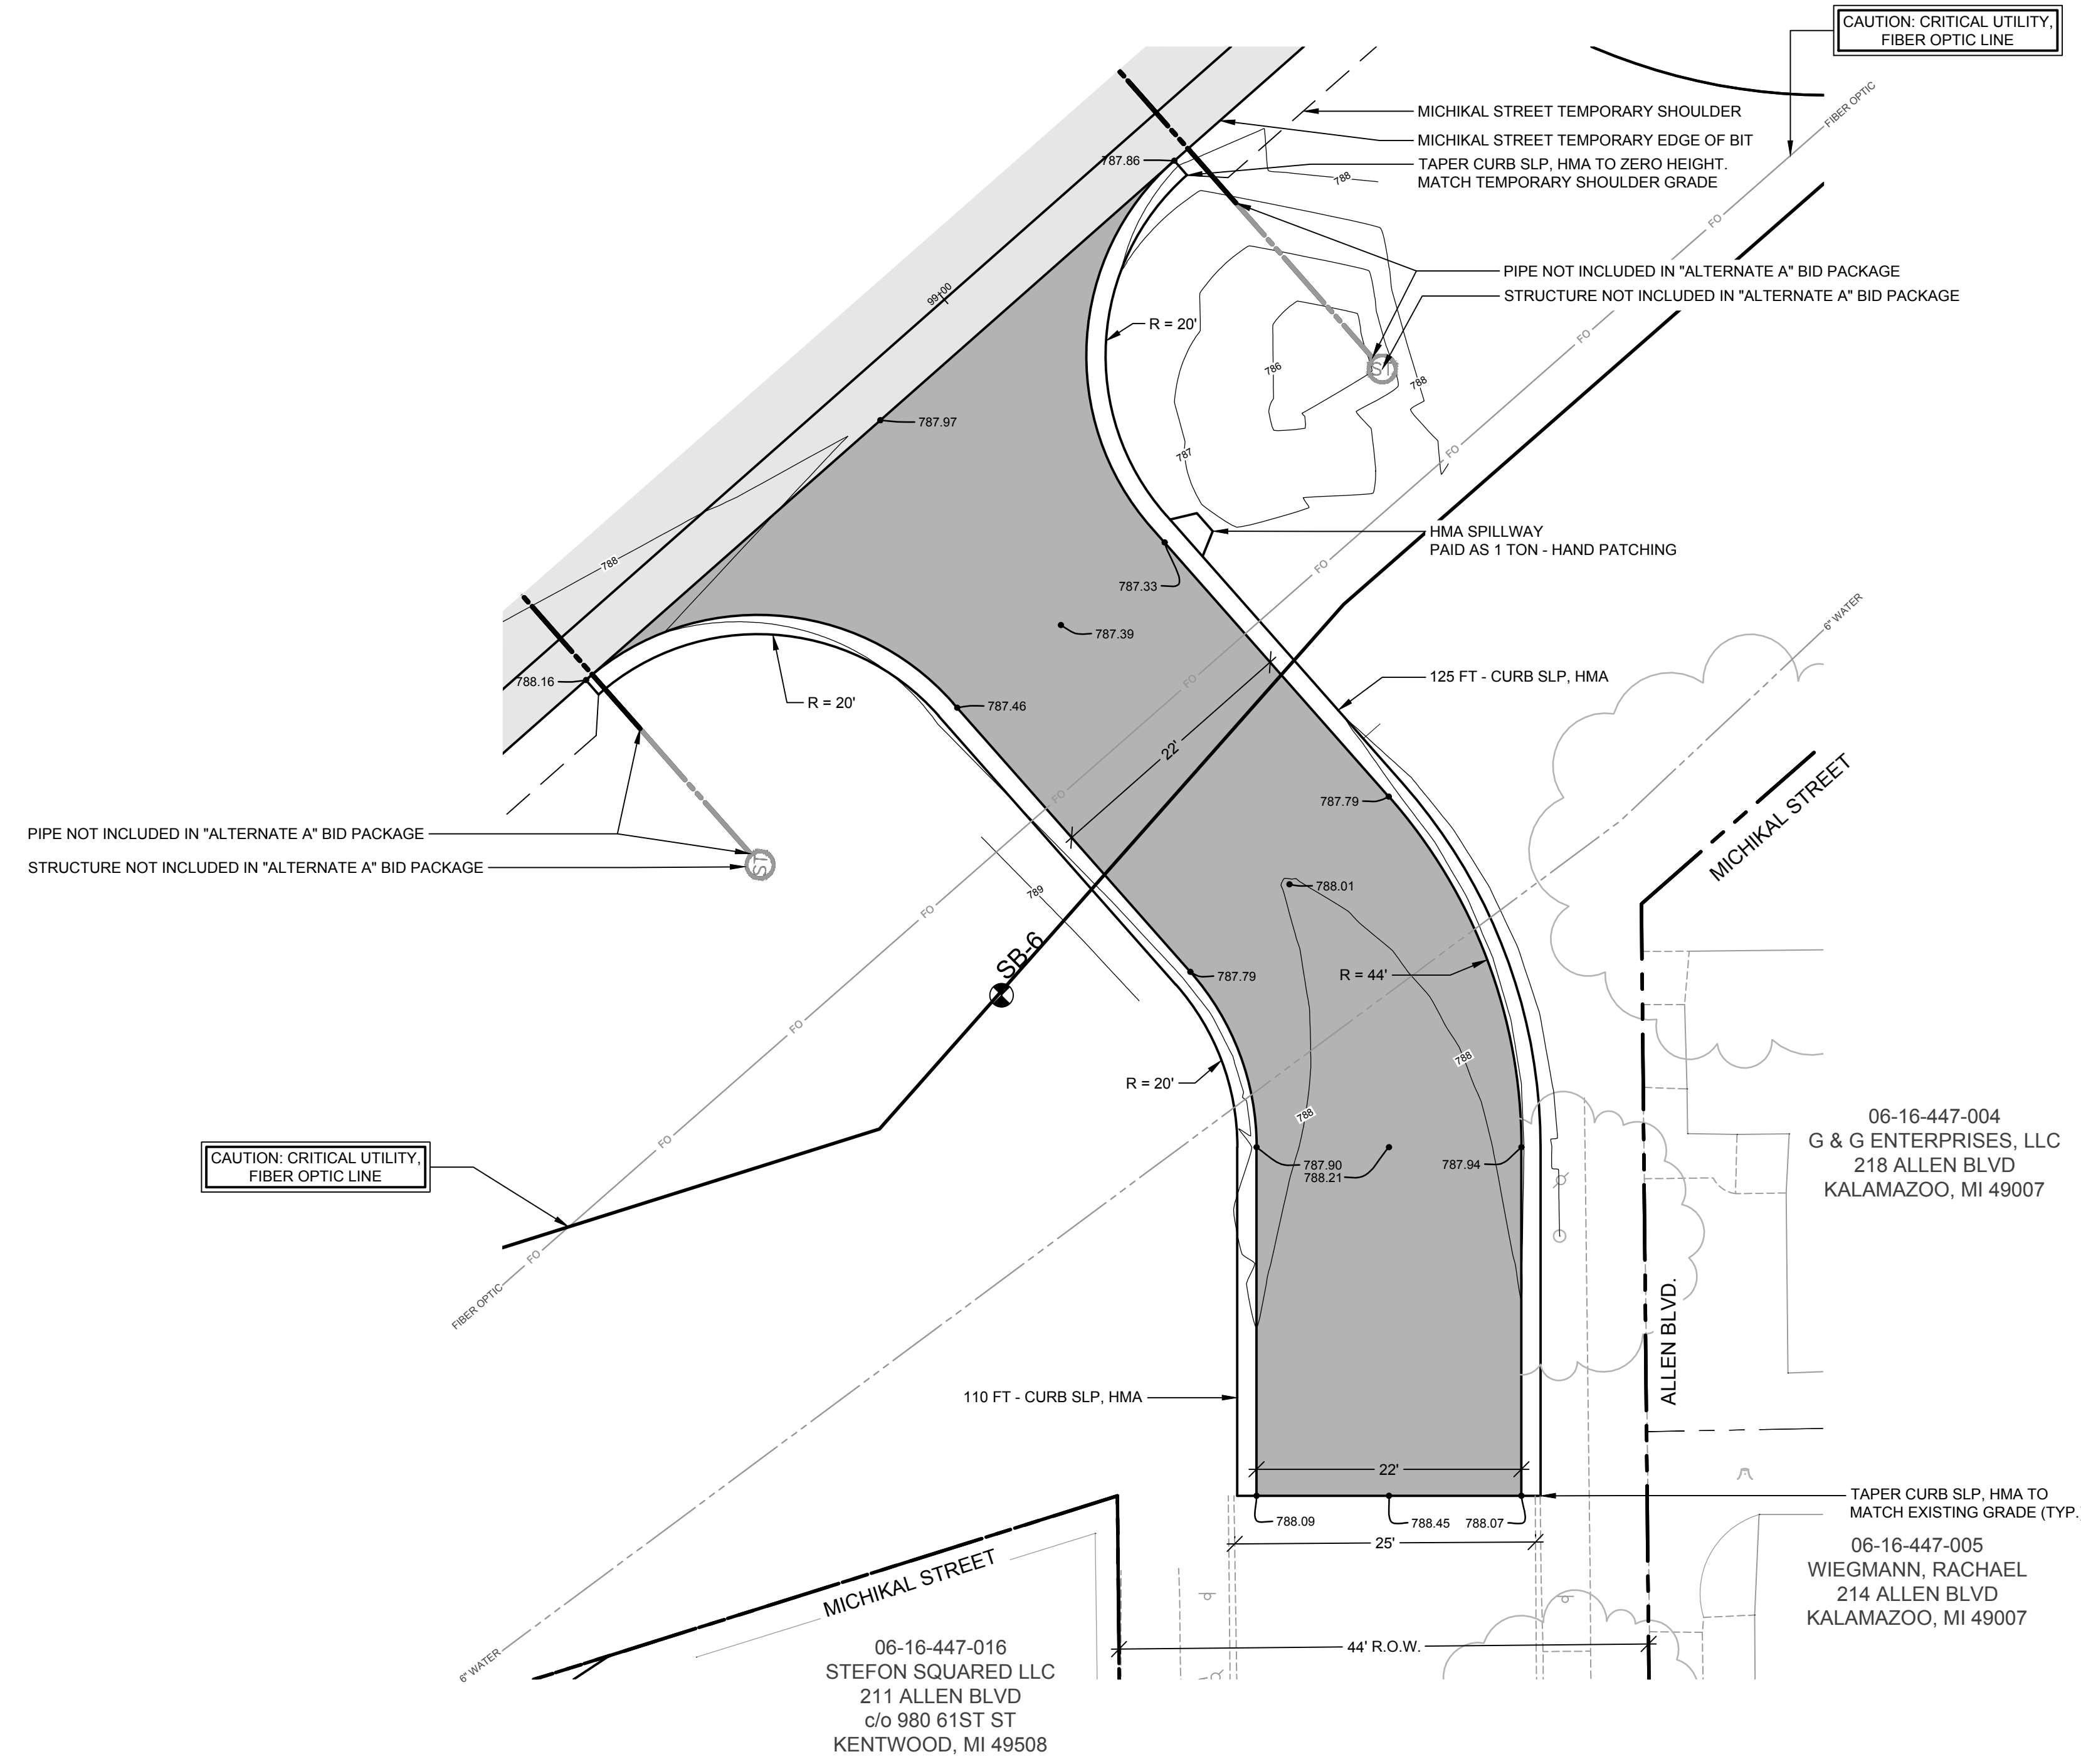 CAUTION: CRITICAL UTILITY,
FIBER OPTIC LINE
FIBER OPTIC
MICHIKAL STREET TEMPORARY SHOULDER
MICHIKAL STREET TEMPORARY EDGE OF BIT
TAPER CURB SLP, HMA TO ZERO HEIGHT.
MATCH TEMPORARY SHOULDER GRADE
787.86
788
FO
PIPE NOT INCLUDED IN "ALTERNATE A" BID PACKAGE
STRUCTURE NOT INCLUDED IN "ALTERNATE A" BID PACKAGE
99+00
R = 20'
FO
786
ST
788
787.97
787
FO
HMA SPILLWAY
PAID AS 1 TON - HAND PATCHING
788
FO
787.33
787.39
6" WATER
125 FT - CURB SLP, HMA
788.16
FO
R = 20'
787.46
22'
FO
787.79
MICHIKAL STREET
PIPE NOT INCLUDED IN "ALTERNATE A" BID PACKAGE
STRUCTURE NOT INCLUDED IN "ALTERNATE A" BID PACKAGE
ST
789
788.01
FO
SB-6
787.79
R = 44'
FO
788
R = 20'
788
FO
CAUTION: CRITICAL UTILITY,
FIBER OPTIC LINE
787.90
788.21
787.94
06-16-447-004
G & G ENTERPRISES, LLC
218 ALLEN BLVD
KALAMAZOO, MI 49007
FO
FIBER OPTIC
ALLEN BLVD.
110 FT - CURB SLP, HMA
22'
TAPER CURB SLP, HMA TO
MATCH EXISTING GRADE (TYP.
788.09
788.45
788.07
25'
06-16-447-005
WIEGMANN, RACHAEL
214 ALLEN BLVD
KALAMAZOO, MI 49007
MICHIKAL STREET
44' R.O.W.
6" WATER
06-16-447-016
STEFON SQUARED LLC
211 ALLEN BLVD
c/o 980 61ST ST
KENTWOOD, MI 49508